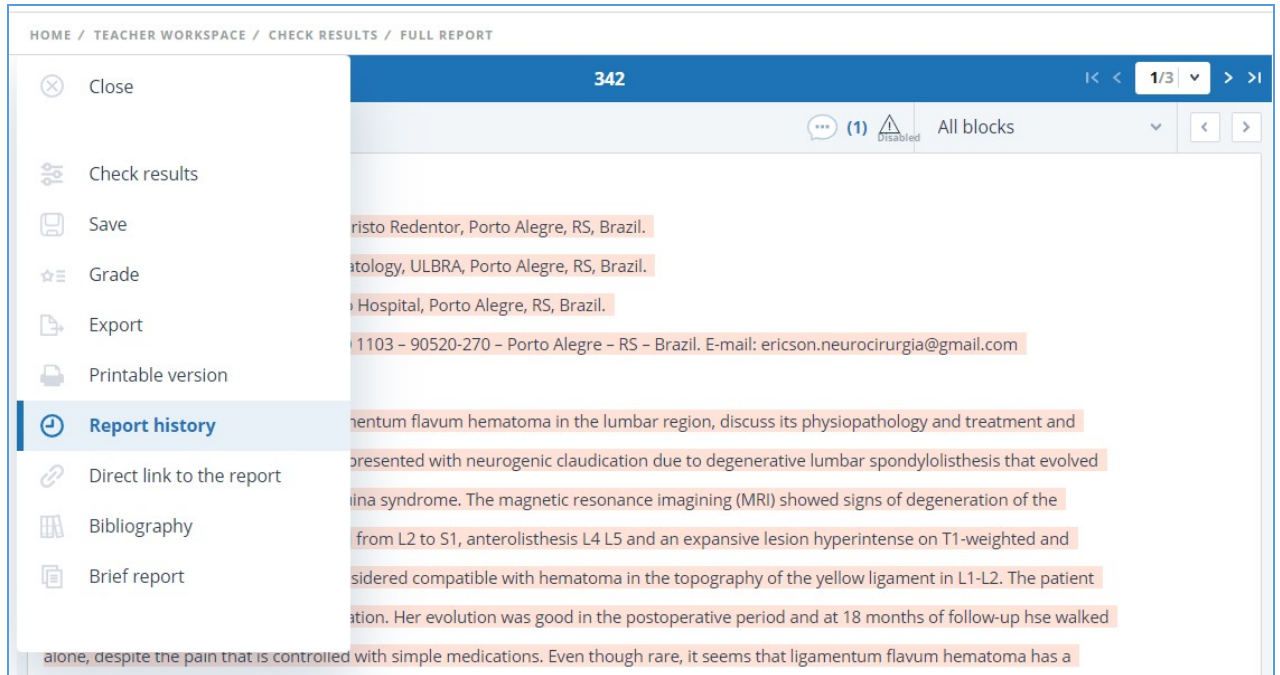 HOME / TEACHER WORKSPACE / CHECK RESULTS / FULL REPORT
342
1/3
Close
(1)
Disabled
All blocks
Check results
Save
Grade
Export
Printable version
Report history
Direct link to the report
Bibliography
Brief report
risto Redentor, Porto Alegre, RS, Brazil.
atology, ULBRA, Porto Alegre, RS, Brazil.
Hospital, Porto Alegre, RS, Brazil.
1103 – 90520-270 – Porto Alegre – RS – Brazil. E-mail: ericson.neurocirurgia@gmail.com
mentum flavum hematoma in the lumbar region, discuss its physiopathology and treatment and
presented with neurogenic claudication due to degenerative lumbar spondylolisthesis that evolved
ina syndrome. The magnetic resonance imagining (MRI) showed signs of degeneration of the
from L2 to S1, anterolisthesis L4 L5 and an expansive lesion hyperintense on T1-weighted and
sidered compatible with hematoma in the topography of the yellow ligament in L1-L2. The patient
ation. Her evolution was good in the postoperative period and at 18 months of follow-up hse walked
alone, despite the pain that is controlled with simple medications. Even though rare, it seems that ligamentum flavum hematoma has a